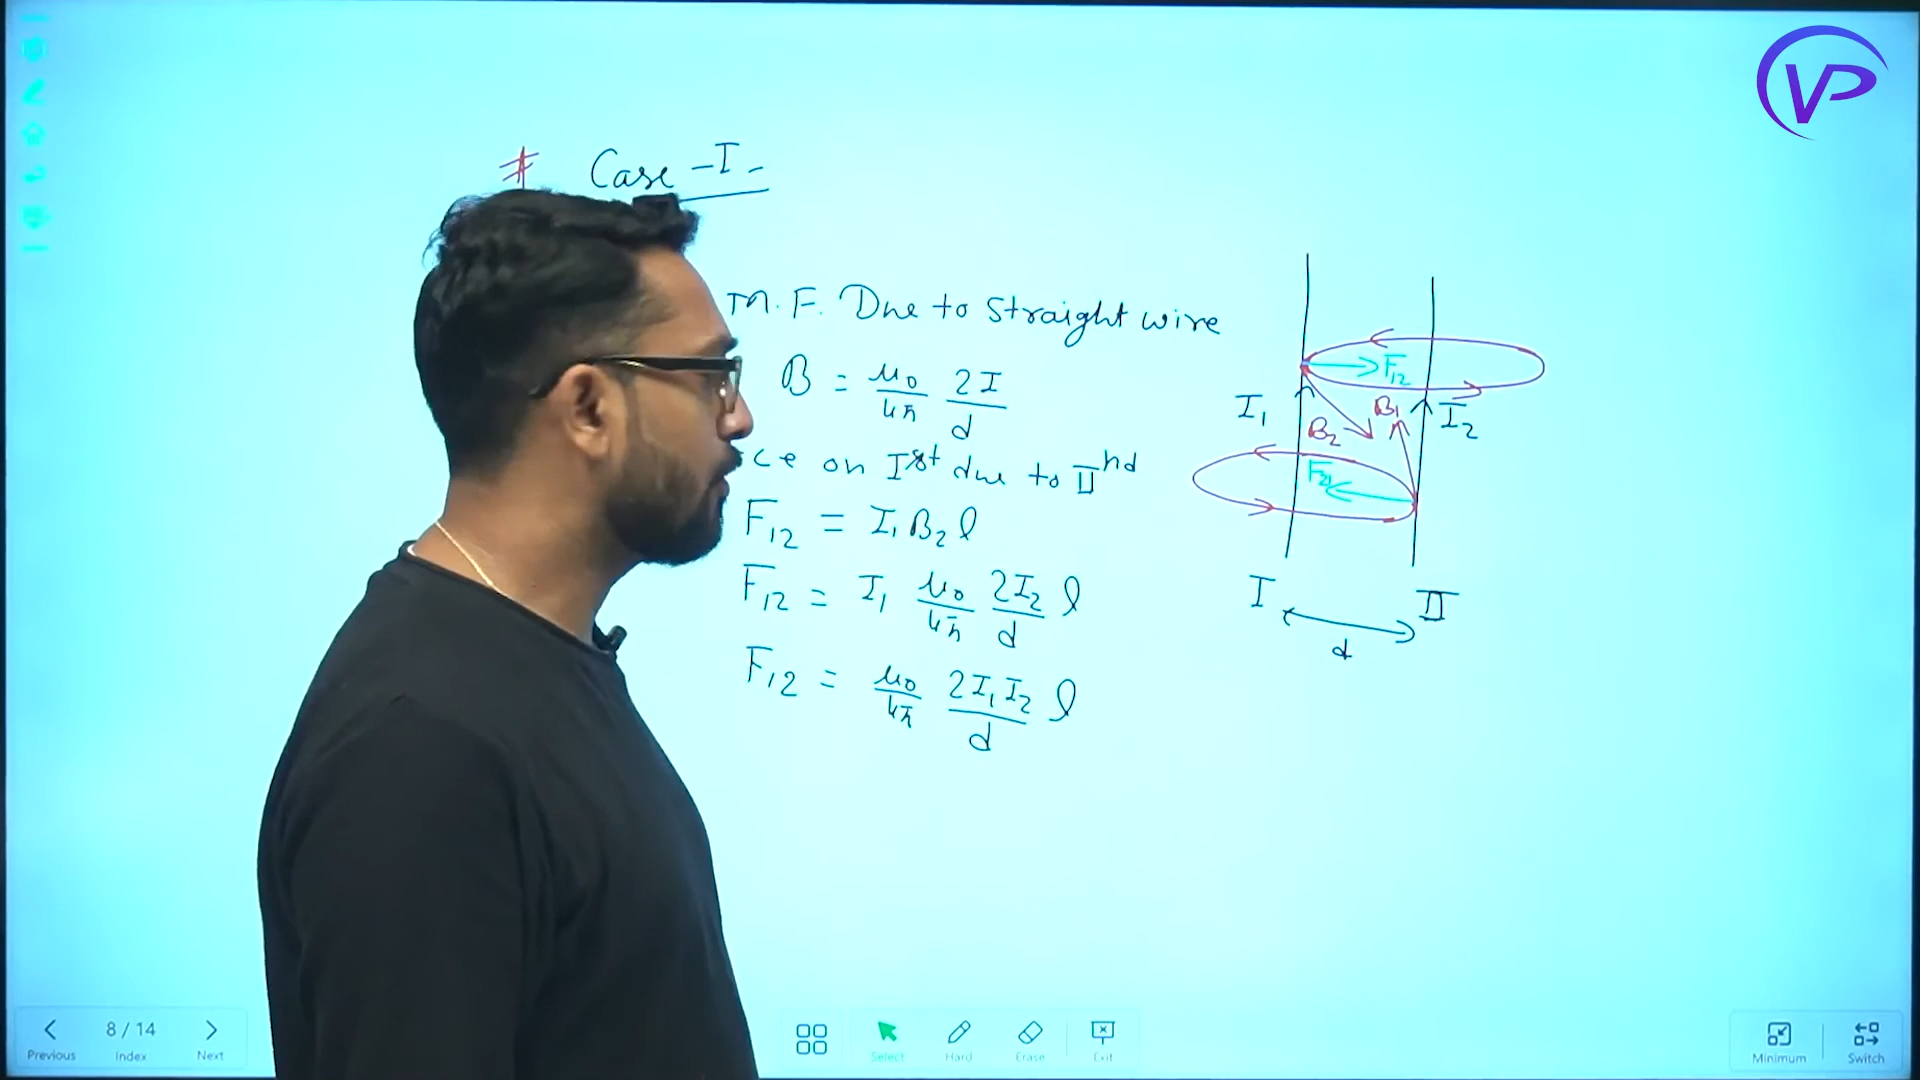 VP
# Case -I-
M.F. Due to straight wire
B = μ₀/4π 2I/d
on Ist due to IInd
F₁₂ = I₁B₂l
F₁₂ = I₁ μ₀/4π 2I₂/d l
F₁₂ = μ₀/4π 2I₁I₂/d l
F₁₂
I₁ B₂ B₁ I₂
F₂₁
I II
d
8 / 14
Previous Index Next
Select Hard Erase Exit
Minimum Switch